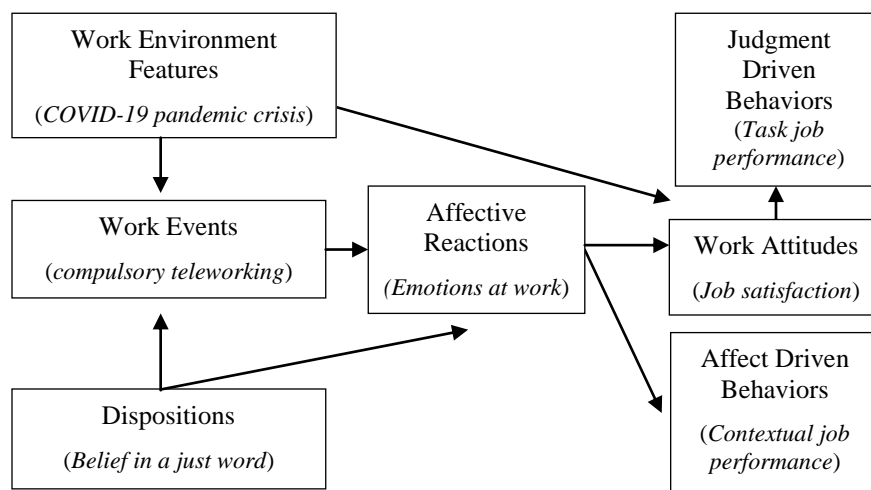 Work Environment
Features
(COVID-19 pandemic crisis)
Judgment
Driven
Behaviors
(Task job
performance)
Work Events
(compulsory teleworking)
Affective
Reactions
(Emotions at work)
Work Attitudes
(Job satisfaction)
Dispositions
(Belief in a just word)
Affect Driven
Behaviors
(Contextual job
performance)